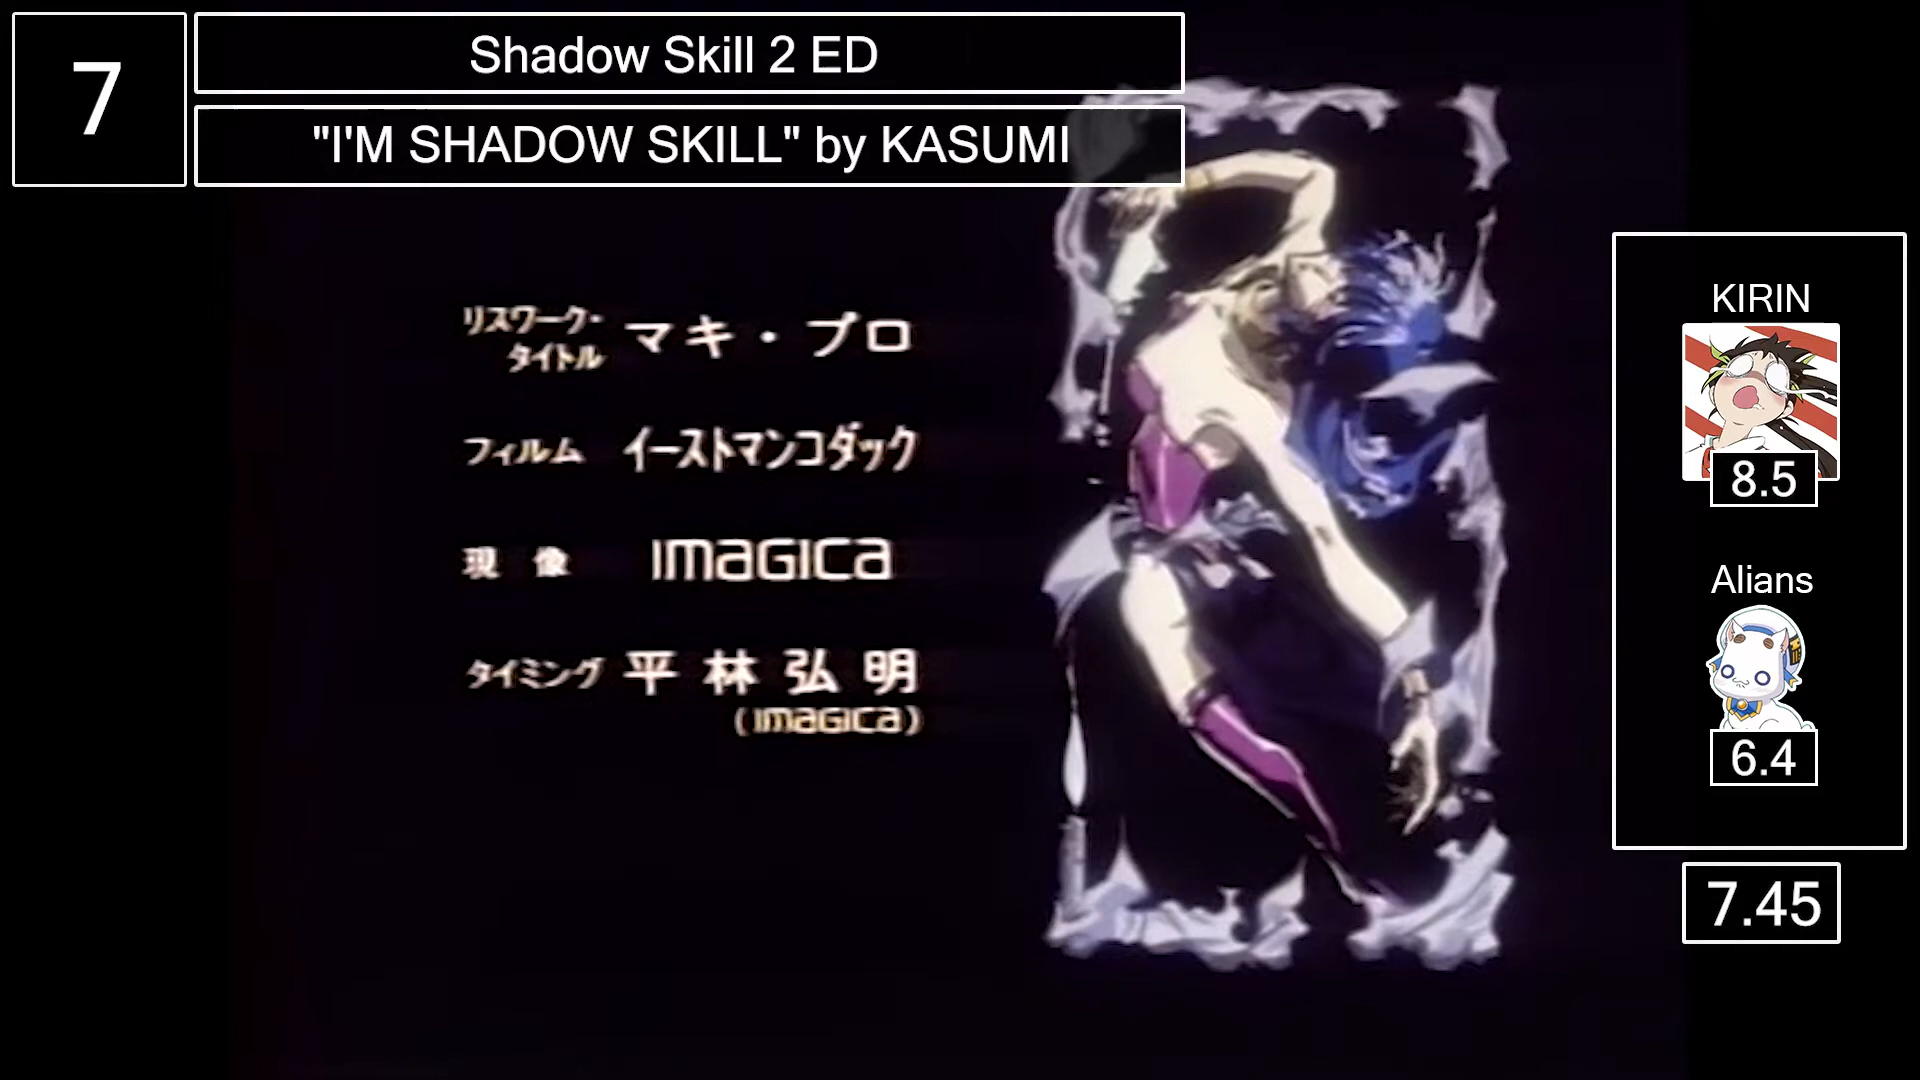 7
Shadow Skill 2 ED
"I'M SHADOW SKILL" by KASUMI
リスワーク・
タイトル マキ・プロ
フィルム イーストマンコダック
現像 IMAGICA
タイミング 平林弘明
(IMAGICA)
KIRIN
8.5
Alians
6.4
7.45